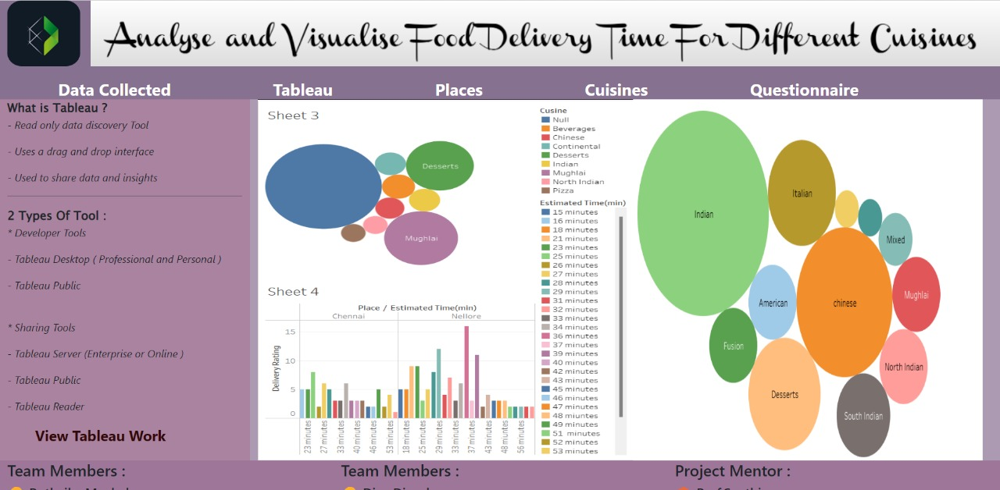 Analyse and Visualise Food Delivery Time For Different Cuisines
Data Collected
Tableau
Places
Cuisines
Questionnaire
What is Tableau ?
- Read only data discovery Tool
- Uses a drag and drop interface
- Used to share data and insights
2 Types Of Tool :
* Developer Tools
- Tableau Desktop ( Professional and Personal )
- Tableau Public
* Sharing Tools
- Tableau Server (Enterprise or Online )
- Tableau Public
- Tableau Reader
View Tableau Work
Sheet 3
Desserts
Mughlai
Sheet 4
Place / Estimated Time(min)
Chennai
Nellore
Delivery Rating
15
10
5
0
23 minutes
27 minutes
33 minutes
40 minutes
46 minutes
53 minutes
18 minutes
25 minutes
29 minutes
33 minutes
37 minutes
43 minutes
48 miuntes
56 minutes
Cusine
Null
Beverages
Chinese
Continental
Desserts
Indian
Mughlai
North Indian
Pizza
Estimated Time(min)
15 minutes
16 minutes
18 minutes
21 minutes
23 minutes
25 minutes
26 minutes
27 minutes
28 minutes
29 minutes
31 minutes
32 minutes
33 minutes
34 minutes
36 minutes
37 minutes
39 minutes
40 minutes
42 minutes
43 minutes
45 minutes
46 minutes
47 minutes
48 miuntes
49 minutes
51 minutes
52 minutes
53 minutes
Indian
Italian
Mixed
American
chinese
Mughlai
Fusion
North Indian
Desserts
South Indian
Team Members :
Team Members :
Project Mentor :